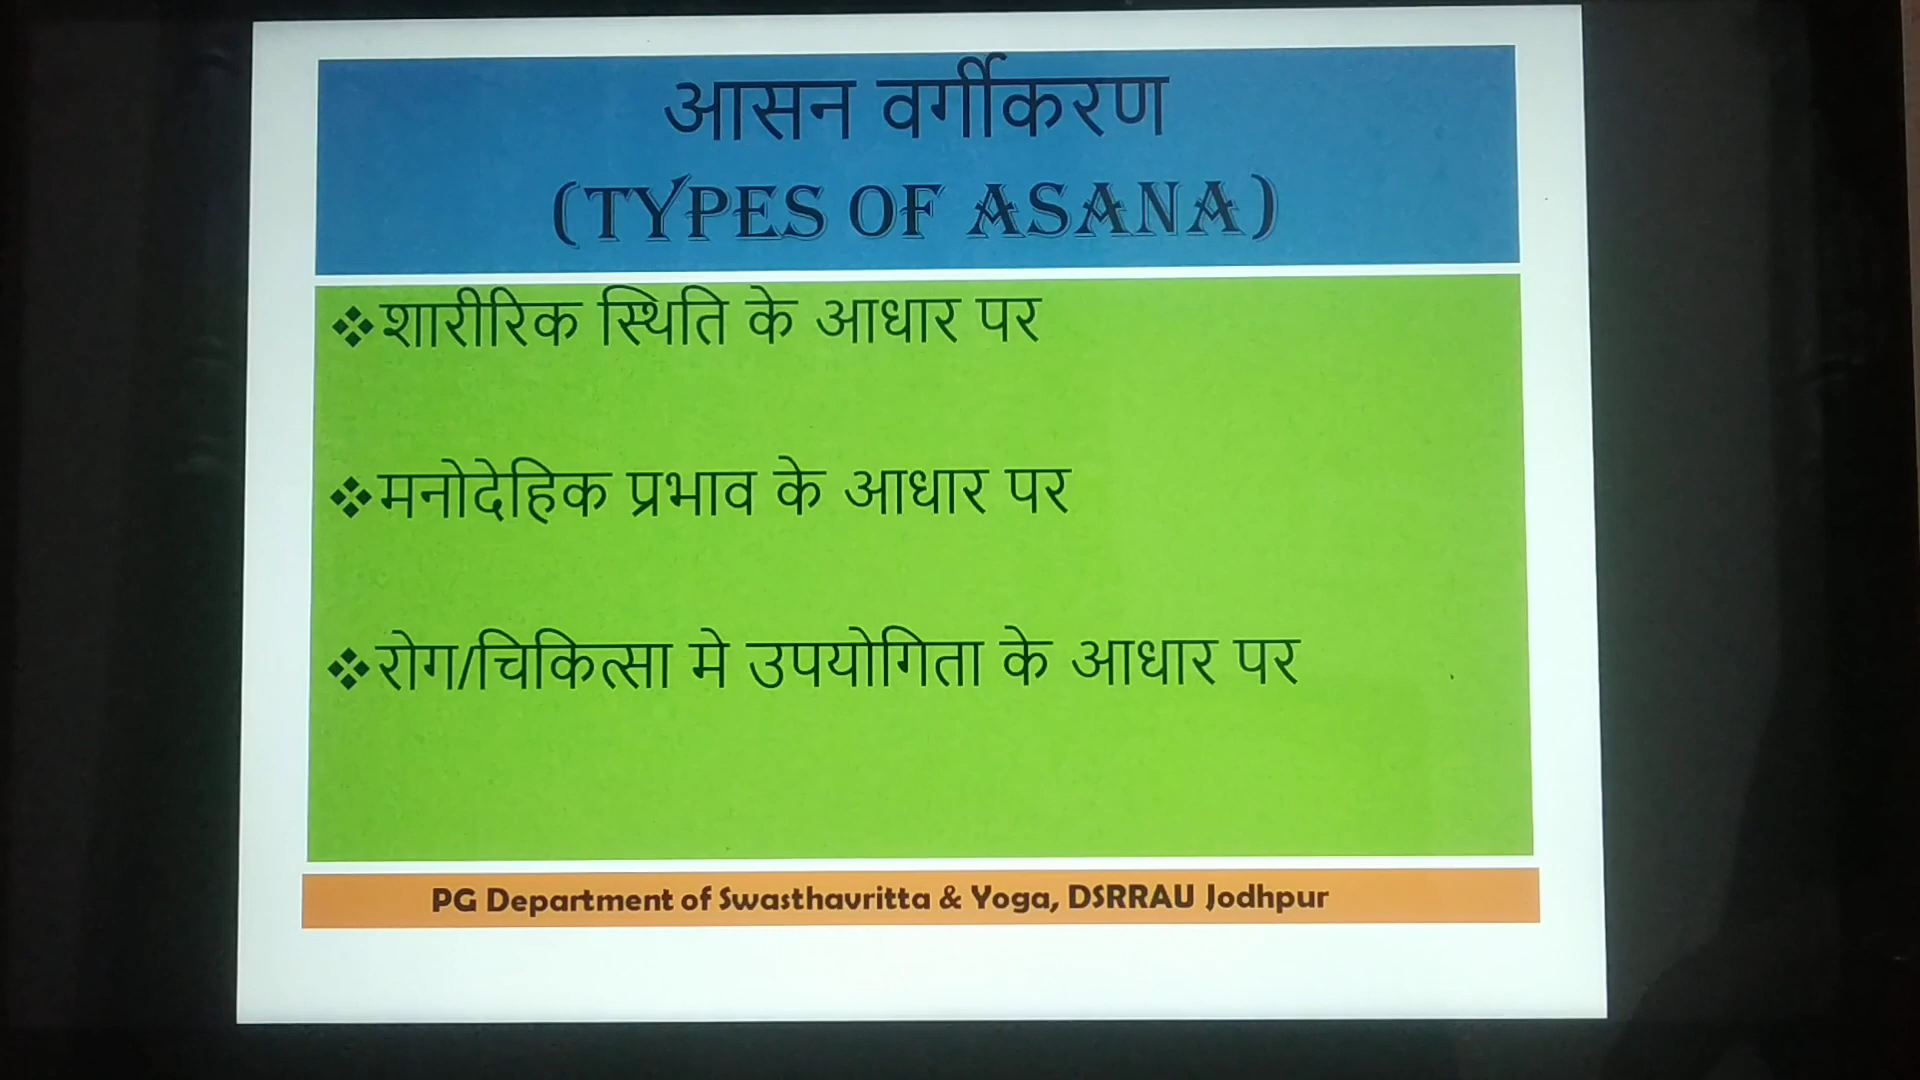 आसन वर्गीकरण
(TYPES OF ASANA)
❖शारीरिक स्थिति के आधार पर
❖मनोदेहिक प्रभाव के आधार पर
❖रोग/चिकित्सा मे उपयोगिता के आधार पर
PG Department of Swasthavritta & Yoga, DSRRAU Jodhpur